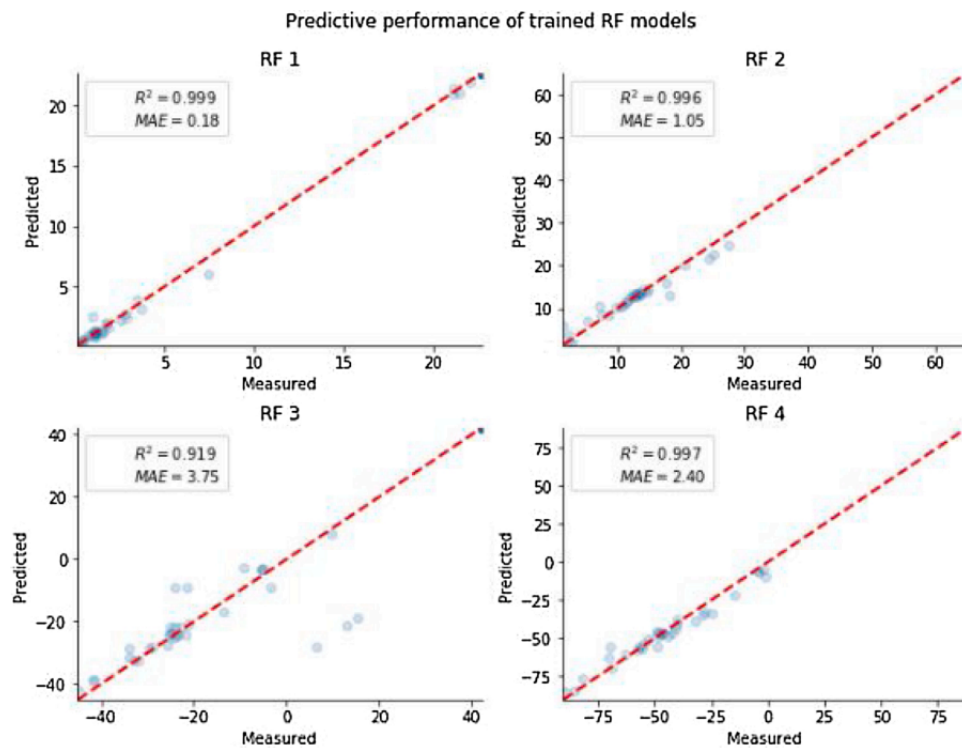 Predictive performance of trained RF models
RF 1
R² = 0.999
MAE = 0.18
20
15
10
5
Predicted
5 10 15 20
Measured
RF 2
R² = 0.996
MAE = 1.05
60
50
40
30
20
10
Predicted
10 20 30 40 50 60
Measured
RF 3
R² = 0.919
MAE = 3.75
40
20
0
−20
−40
Predicted
−40 −20 0 20 40
Measured
RF 4
R² = 0.997
MAE = 2.40
75
50
25
0
−25
−50
−75
Predicted
−75 −50 −25 0 25 50 75
Measured